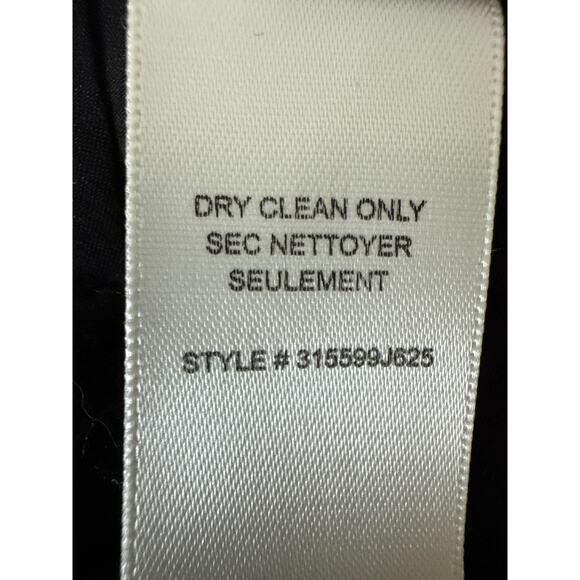 DRY CLEAN ONLY
SEC NETTOYER
SEULEMENT
STYLE # 315599J625